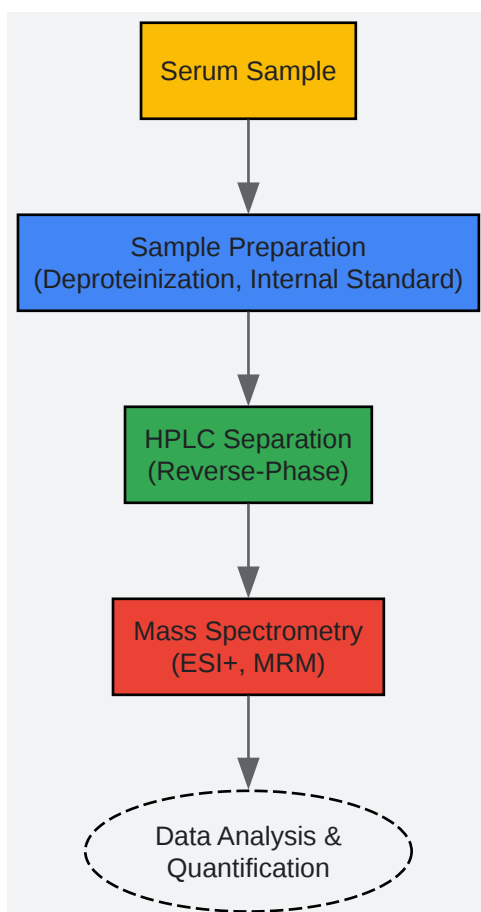 Serum Sample
Sample Preparation
(Deproteinization, Internal Standard)
HPLC Separation
(Reverse-Phase)
Mass Spectrometry
(ESI+, MRM)
Data Analysis &
Quantification